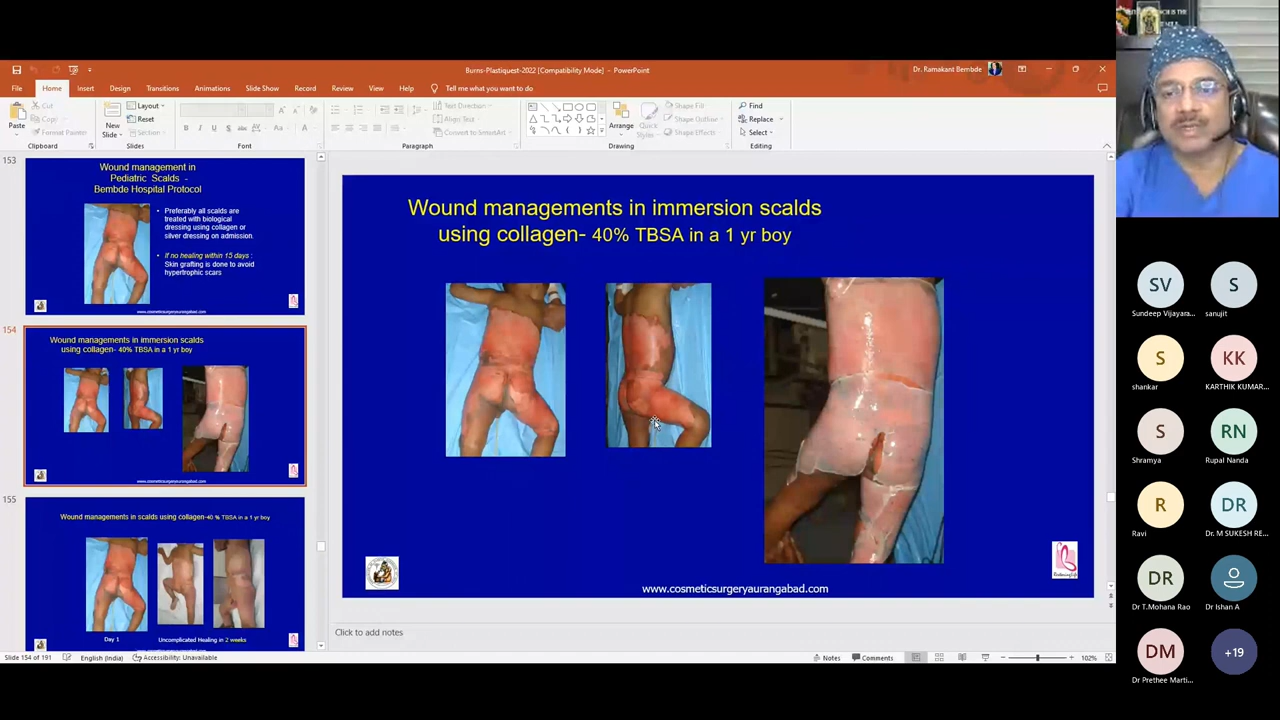 Burns-Plastiquest-2022 [Compatibility Mode] - PowerPoint
Dr. Ramakant Bembde
File Home Insert Design Transitions Animations Slide Show Record Review View Help Tell me what you want to do
Paste
Cut
Copy
Format Painter
Clipboard
New
Slide
Layout
Reset
Section
Slides
Font
Text Direction
Align Text
Convert to SmartArt
Paragraph
Arrange
Quick
Styles
Shape Fill
Shape Outline
Shape Effects
Drawing
Find
Replace
Select
Editing
153
Wound management in
Pediatric Scalds -
Bembde Hospital Protocol
• Preferably all scalds are
treated with biological
dressing using collagen or
silver dressing on admission.
• If no healing within 15 days :
Skin grafting is done to avoid
hypertrophic scars
www.cosmeticsurgeryaurangabad.com
154
Wound managements in immersion scalds
using collagen- 40% TBSA in a 1 yr boy
www.cosmeticsurgeryaurangabad.com
155
Wound managements in scalds using collagen-40 % TBSA in a 1 yr boy
Day 1
Uncomplicated Healing in 2 weeks
Wound managements in immersion scalds
using collagen- 40% TBSA in a 1 yr boy
www.cosmeticsurgeryaurangabad.com
Click to add notes
Slide 154 of 191 English (India) Accessibility: Unavailable Notes Comments 102%
SV
Sundeep Vijayara...
S
sanujit
S
shankar
KK
KARTHIK KUMAR...
S
Shramya
RN
Rupal Nanda
R
Ravi
DR
Dr. M SUKESH RE...
DR
Dr T.Mohana Rao
Dr Ishan A
DM
Dr Prethee Marti...
+19